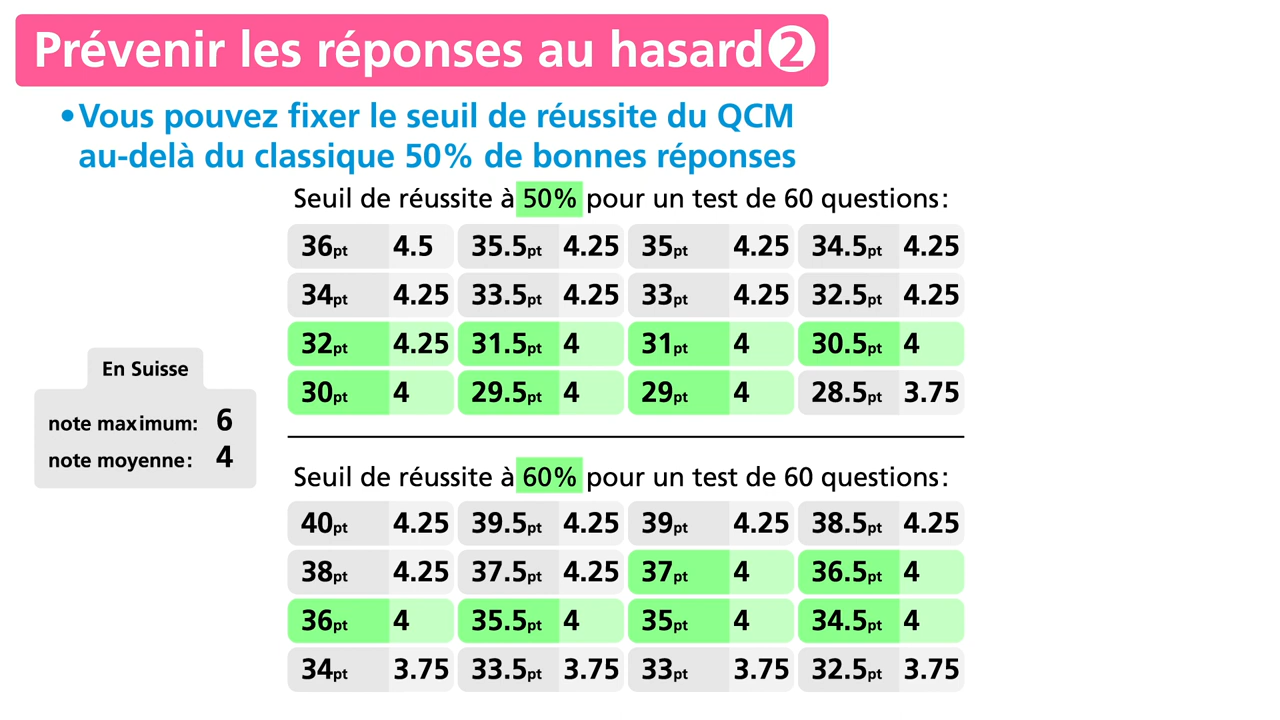 Prévenir les réponses au hasard❷
•Vous pouvez fixer le seuil de réussite du QCM
au-delà du classique 50% de bonnes réponses
Seuil de réussite à 50% pour un test de 60 questions:
36pt 4.5 35.5pt 4.25 35pt 4.25 34.5pt 4.25
34pt 4.25 33.5pt 4.25 33pt 4.25 32.5pt 4.25
32pt 4.25 31.5pt 4 31pt 4 30.5pt 4
30pt 4 29.5pt 4 29pt 4 28.5pt 3.75
En Suisse
note maximum: 6
note moyenne: 4
Seuil de réussite à 60% pour un test de 60 questions:
40pt 4.25 39.5pt 4.25 39pt 4.25 38.5pt 4.25
38pt 4.25 37.5pt 4.25 37pt 4 36.5pt 4
36pt 4 35.5pt 4 35pt 4 34.5pt 4
34pt 3.75 33.5pt 3.75 33pt 3.75 32.5pt 3.75